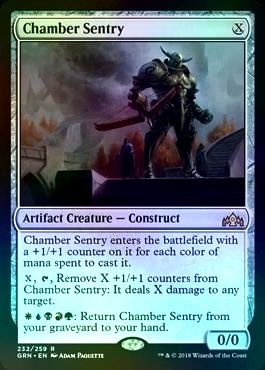 Chamber Sentry X
Artifact Creature — Construct
Chamber Sentry enters the battlefield with
a +1/+1 counter on it for each color of
mana spent to cast it.
X, T, Remove X +1/+1 counters from
Chamber Sentry: It deals X damage to any
target.
: Return Chamber Sentry from
your graveyard to your hand.
0/0
232/259 R
GRN • EN Adam Paquette
™ & © 2018 Wizards of the Coast